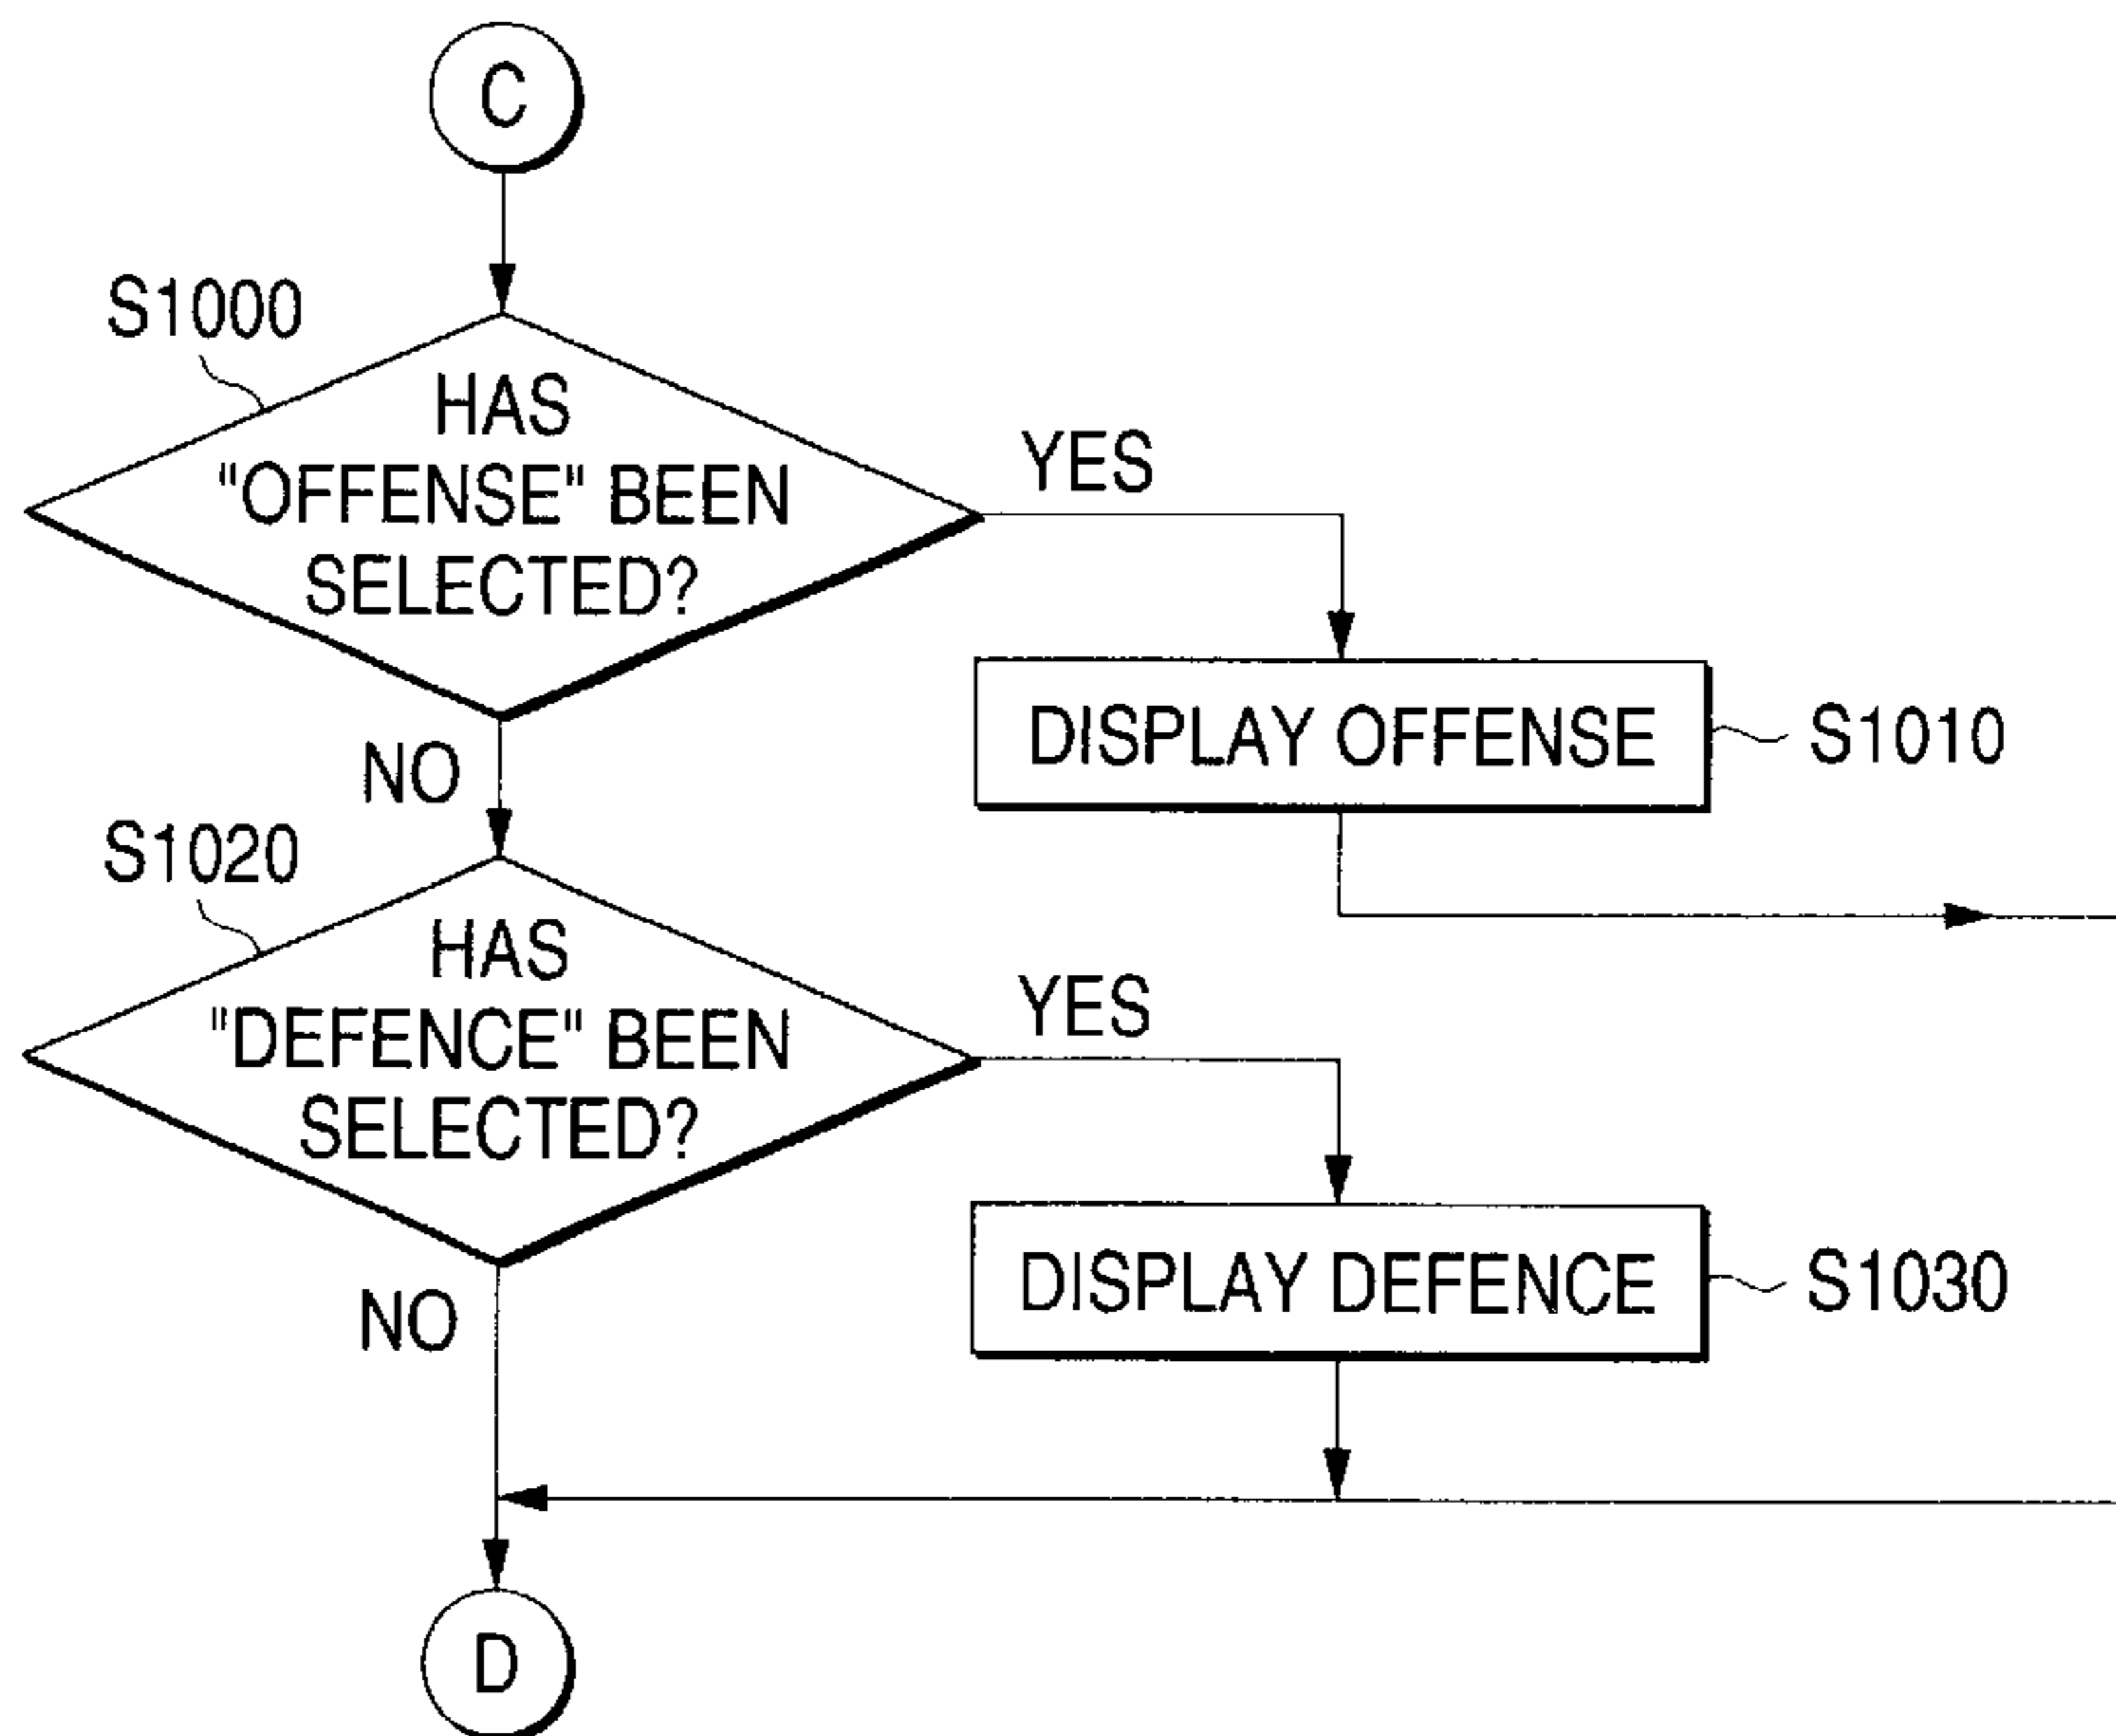 C
S1000
HAS
"OFFENSE" BEEN
SELECTED?
YES
DISPLAY OFFENSE
S1010
NO
S1020
HAS
"DEFENCE" BEEN
SELECTED?
YES
DISPLAY DEFENCE
S1030
NO
D